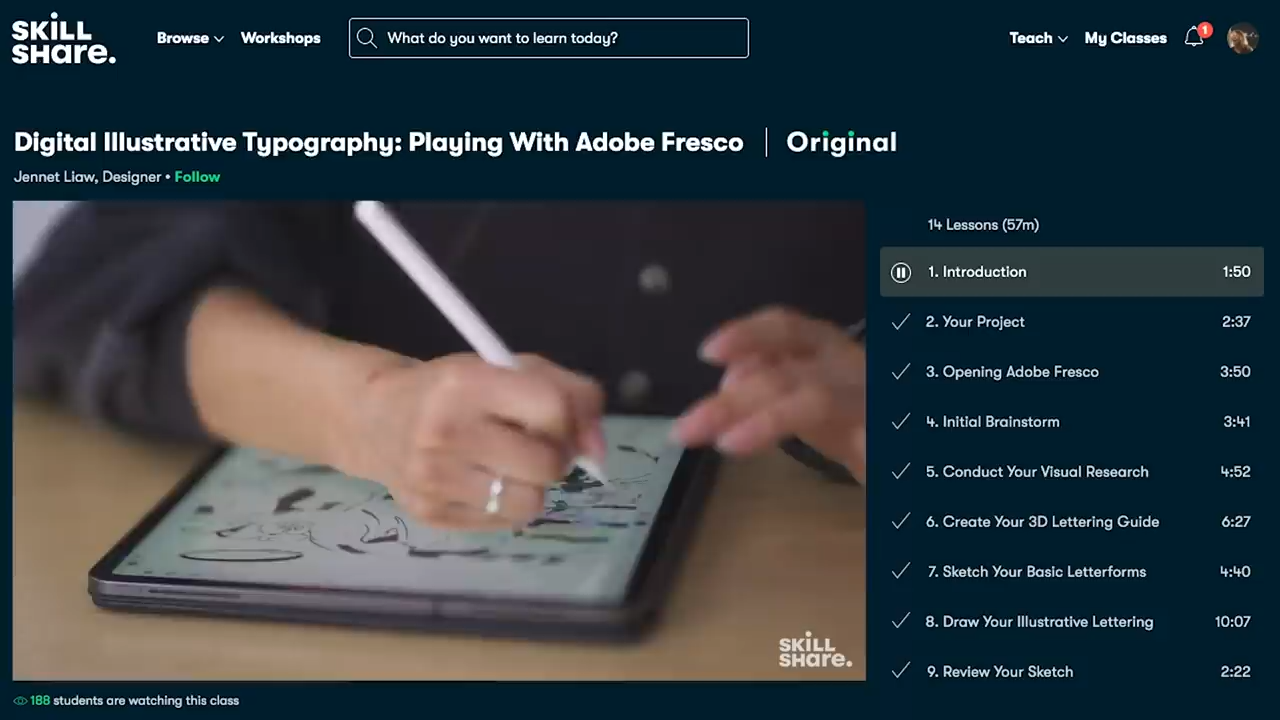 SKILL
SHare.
Browse
Workshops
What do you want to learn today?
Teach
My Classes
1
Digital Illustrative Typography: Playing With Adobe Fresco | Original
Jennet Liaw, Designer • Follow
14 Lessons (57m)
1. Introduction 1:50
2. Your Project 2:37
3. Opening Adobe Fresco 3:50
4. Initial Brainstorm 3:41
5. Conduct Your Visual Research 4:52
6. Create Your 3D Lettering Guide 6:27
7. Sketch Your Basic Letterforms 4:40
8. Draw Your Illustrative Lettering 10:07
9. Review Your Sketch 2:22
SKILL
SHare.
188 students are watching this class